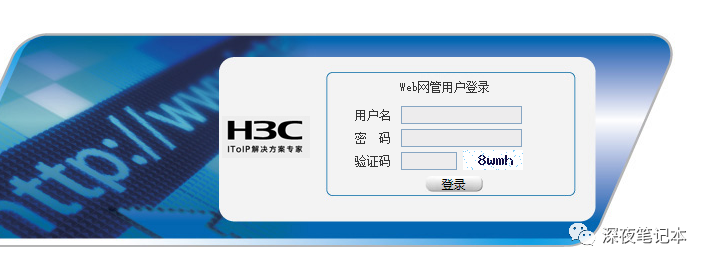 http://www.
Web网管用户登录
用户名
密 码
H3C
IToIP解决方案专家
验证码 8wmh
登录
深夜笔记本